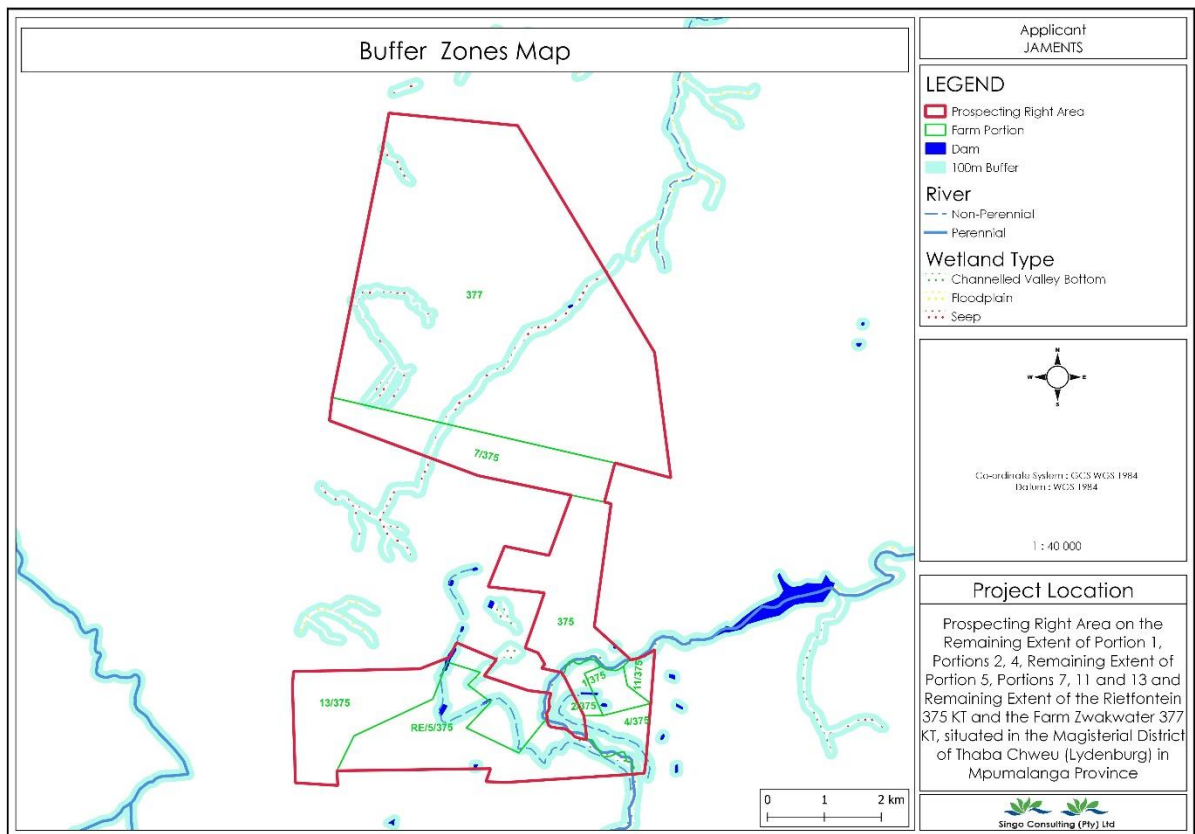 Buffer Zones Map
Applicant
JAMENTS
LEGEND
Prospecting Right Area
Farm Portion
Dam
100m Buffer
River
Non-Perennial
Perennial
Wetland Type
Channelled Valley Bottom
Floodplain
Seep
N
W
E
S
Co-ordinate System : GCS WGS 1984
Datum : WGS 1984
1 : 40 000
Project Location
Prospecting Right Area on the
Remaining Extent of Portion 1,
Portions 2, 4, Remaining Extent of
Portion 5, Portions 7, 11 and 13 and
Remaining Extent of the Rietfontein
375 KT and the Farm Zwakwater 377
KT, situated in the Magisterial District
of Thaba Chweu (Lydenburg) in
Mpumalanga Province
Singo Consulting (Pty) Ltd
377
7/375
375
1/375
11/375
13/375
2/375
RE/5/375
4/375
0 1 2 km